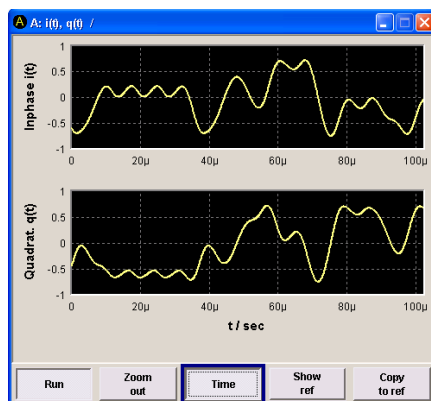 A A: i(t), q(t) /
Inphase i(t)
1
0.5
0
-0.5
-1
0 20µ 40µ 60µ 80µ 100µ
Quadrat. q(t)
1
0.5
0
-0.5
-1
0 20µ 40µ 60µ 80µ 100µ
t / sec
Run
Zoom
out
Time
Show
ref
Copy
to ref